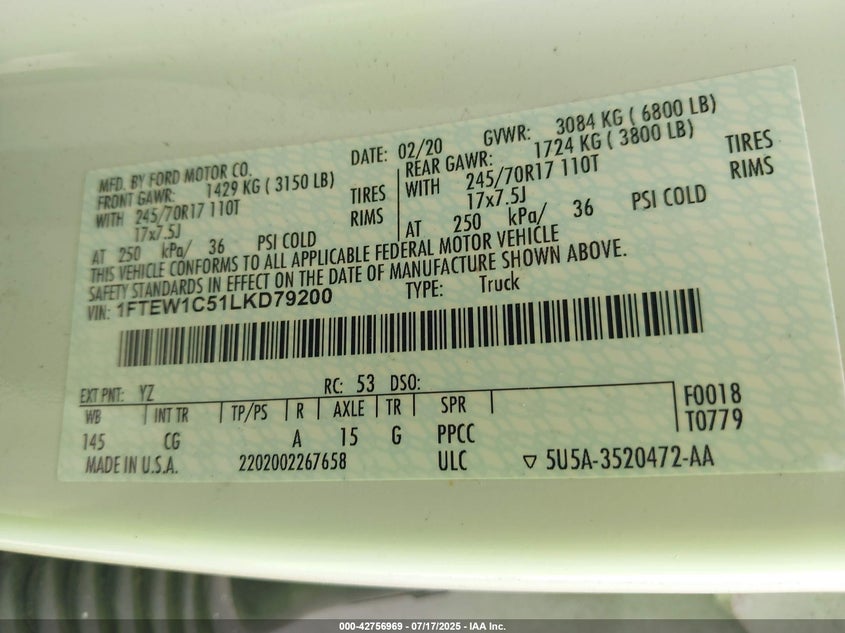 MFD. BY FORD MOTOR CO.
DATE: 02/20 GVWR: 3084 KG ( 6800 LB)
FRONT GAWR: 1429 KG ( 3150 LB)
WITH 245/70R17 110T TIRES
17x7.5J RIMS
AT 250 kPa/ 36 PSI COLD
REAR GAWR: 1724 KG ( 3800 LB)
WITH 245/70R17 110T TIRES
17x7.5J RIMS
AT 250 kPa/ 36 PSI COLD
THIS VEHICLE CONFORMS TO ALL APPLICABLE FEDERAL MOTOR VEHICLE
SAFETY STANDARDS IN EFFECT ON THE DATE OF MANUFACTURE SHOWN ABOVE.
VIN: 1FTEW1C51LKD79200 TYPE: Truck
EXT PNT: YZ RC: 53 DSO:
WB INT TR TP/PS R AXLE TR SPR F0018
145 CG A 15 G PPCC T0779
MADE IN U.S.A. 2202002267658 ULC ▽ 5U5A-3520472-AA
000-42756969 - 07/17/2025 - IAA Inc.